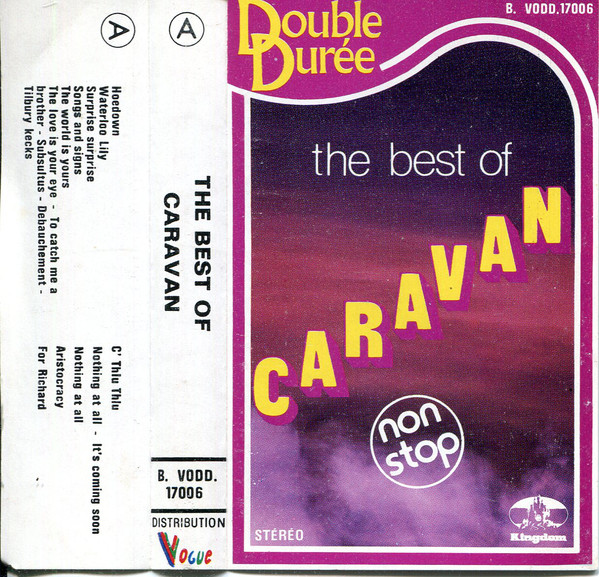 A
Hoedown
Waterloo Lily
Surprise surprise
Songs and signs
The world is yours
The love is your eye - To catch me a
brother - Subsultus - Debauchement -
Tilbury kecks
C' Thlu Thlu
Nothing at all - It's coming soon
Nothing at all
Aristocracy
For Richard
A
THE BEST OF
CARAVAN
B. VODD.
17006
DISTRIBUTION
VOGUE
B. VODD.17006
Double
Durée
the best of
CARAVAN
non
stop
STÉRÉO
Kingdom